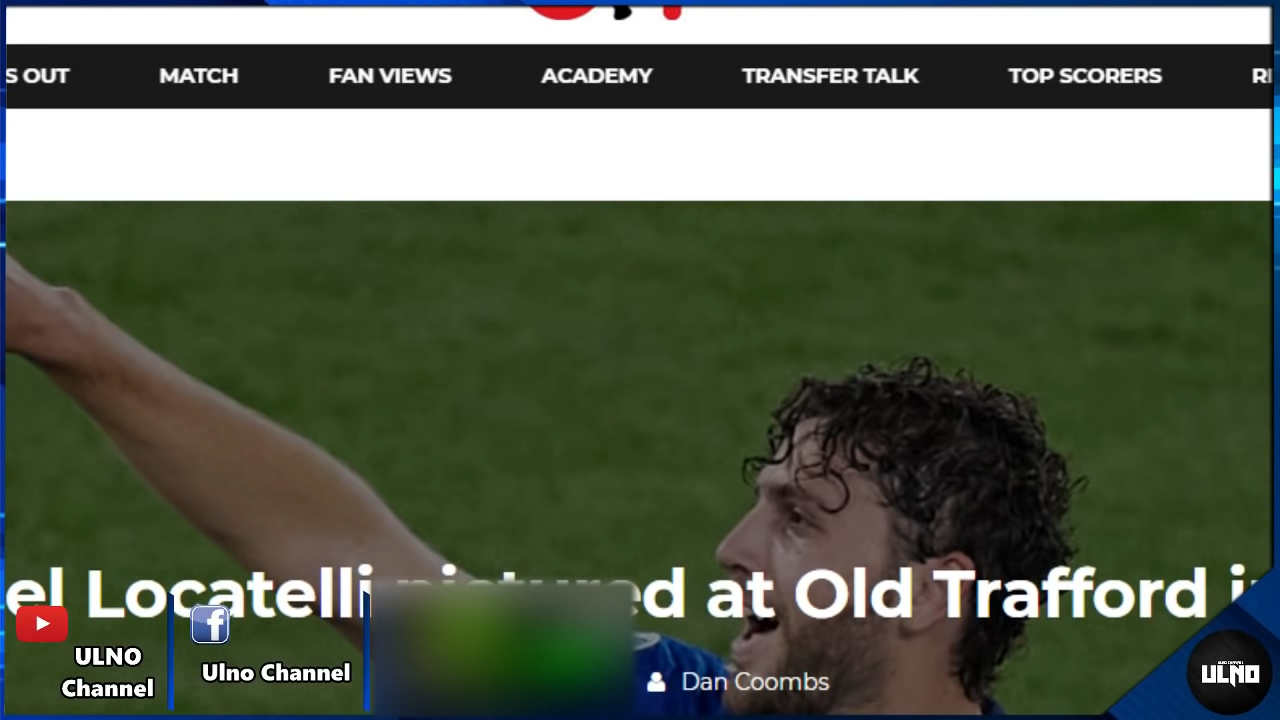 S OUT MATCH FAN VIEWS ACADEMY TRANSFER TALK TOP SCORERS
el Locatelli pictured at Old Trafford
Dan Coombs
ULNO
Channel
Ulno Channel
ULNO